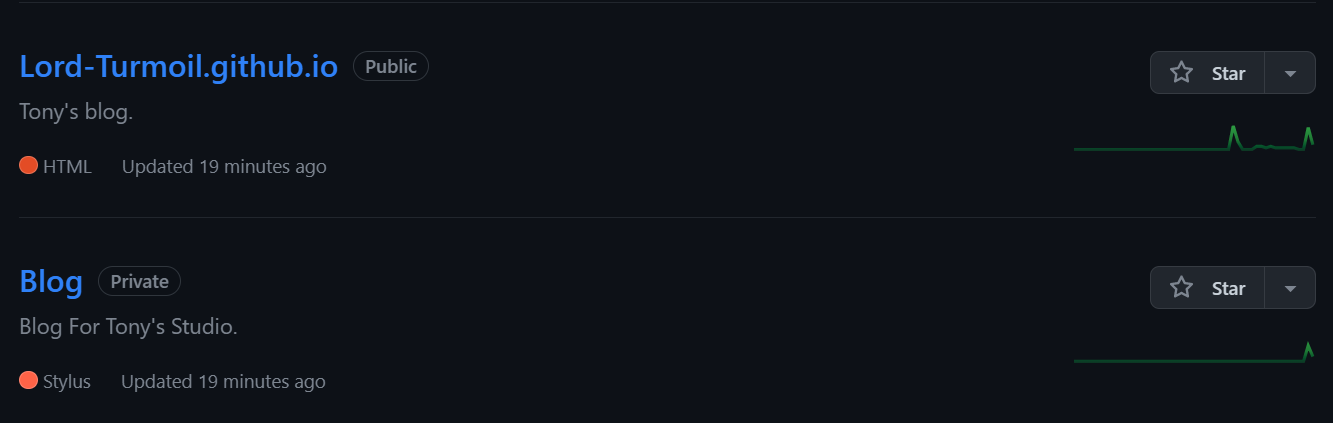 Lord-Turmoil.github.io Public Star
Tony's blog.
HTML Updated 19 minutes ago
Blog Private Star
Blog For Tony's Studio.
Stylus Updated 19 minutes ago